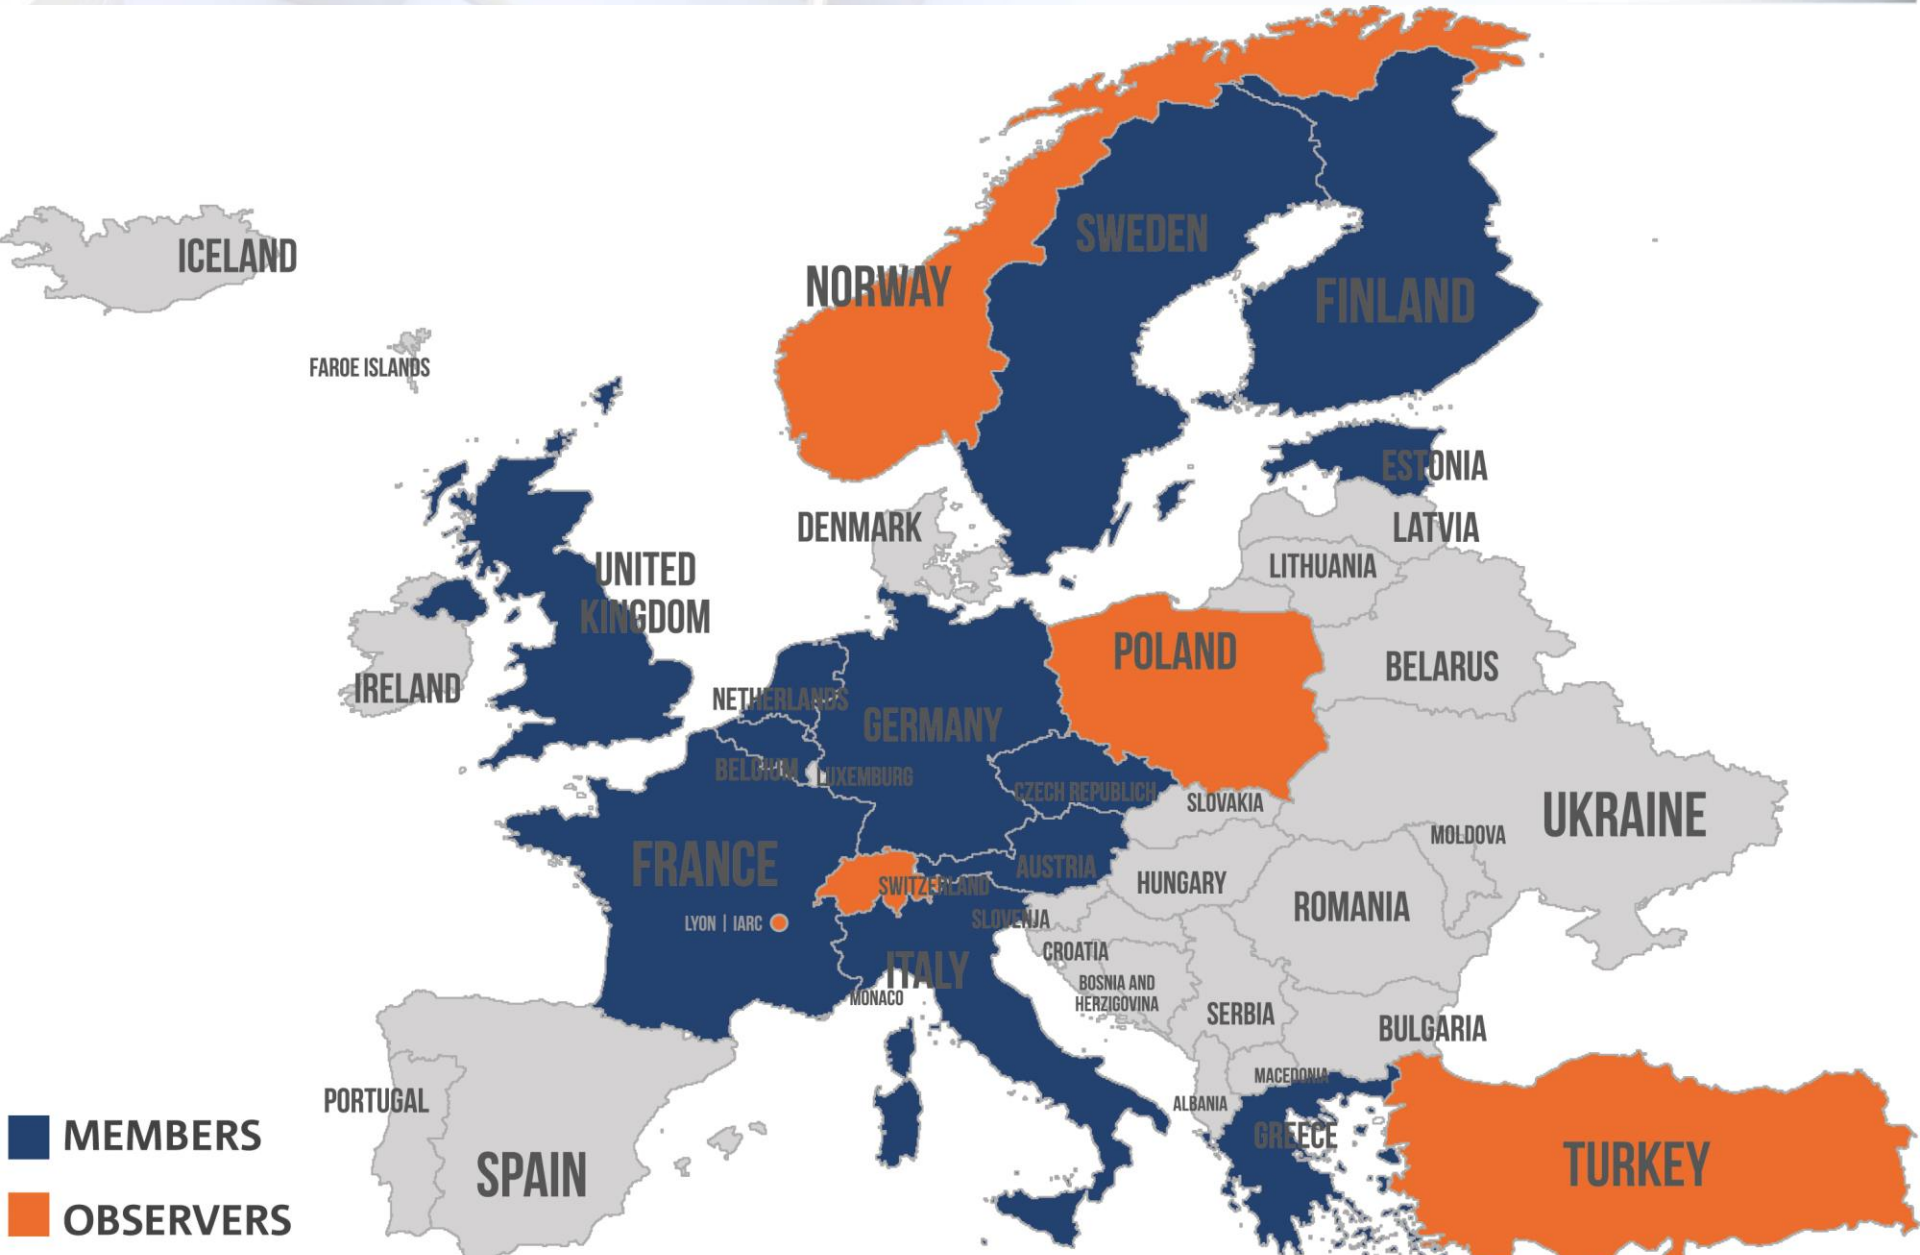 ICELAND
FAROE ISLANDS
NORWAY
SWEDEN
FINLAND
ESTONIA
LATVIA
LITHUANIA
DENMARK
UNITED
KINGDOM
IRELAND
POLAND
BELARUS
NETHERLANDS
GERMANY
BELGIUM
LUXEMBURG
CZECH REPUBLICH
SLOVAKIA
UKRAINE
MOLDOVA
FRANCE
AUSTRIA
SWITZERLAND
HUNGARY
ROMANIA
LYON | IARC
SLOVENJA
CROATIA
ITALY
MONACO
BOSNIA AND
HERZIGOVINA
SERBIA
BULGARIA
MACEDONIA
ALBANIA
GREECE
PORTUGAL
SPAIN
TURKEY
MEMBERS
OBSERVERS